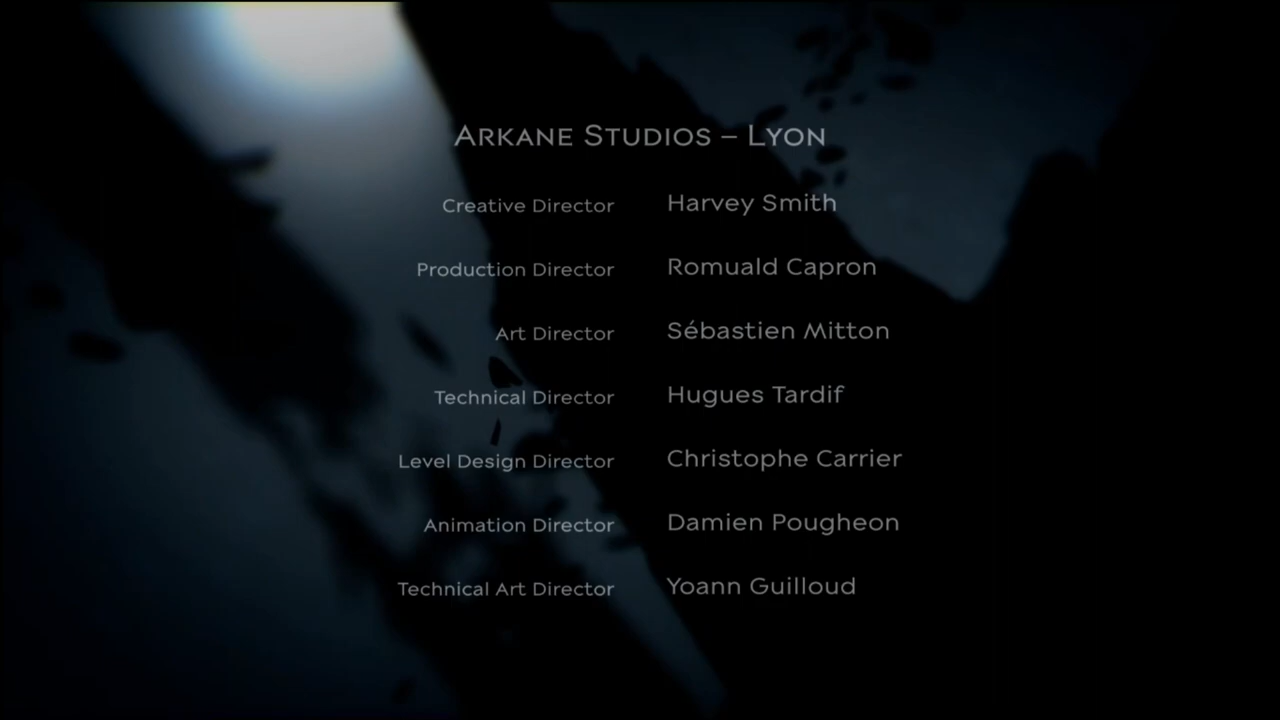 Arkane Studios – Lyon
Creative Director Harvey Smith
Production Director Romuald Capron
Art Director Sébastien Mitton
Technical Director Hugues Tardif
Level Design Director Christophe Carrier
Animation Director Damien Pougheon
Technical Art Director Yoann Guilloud